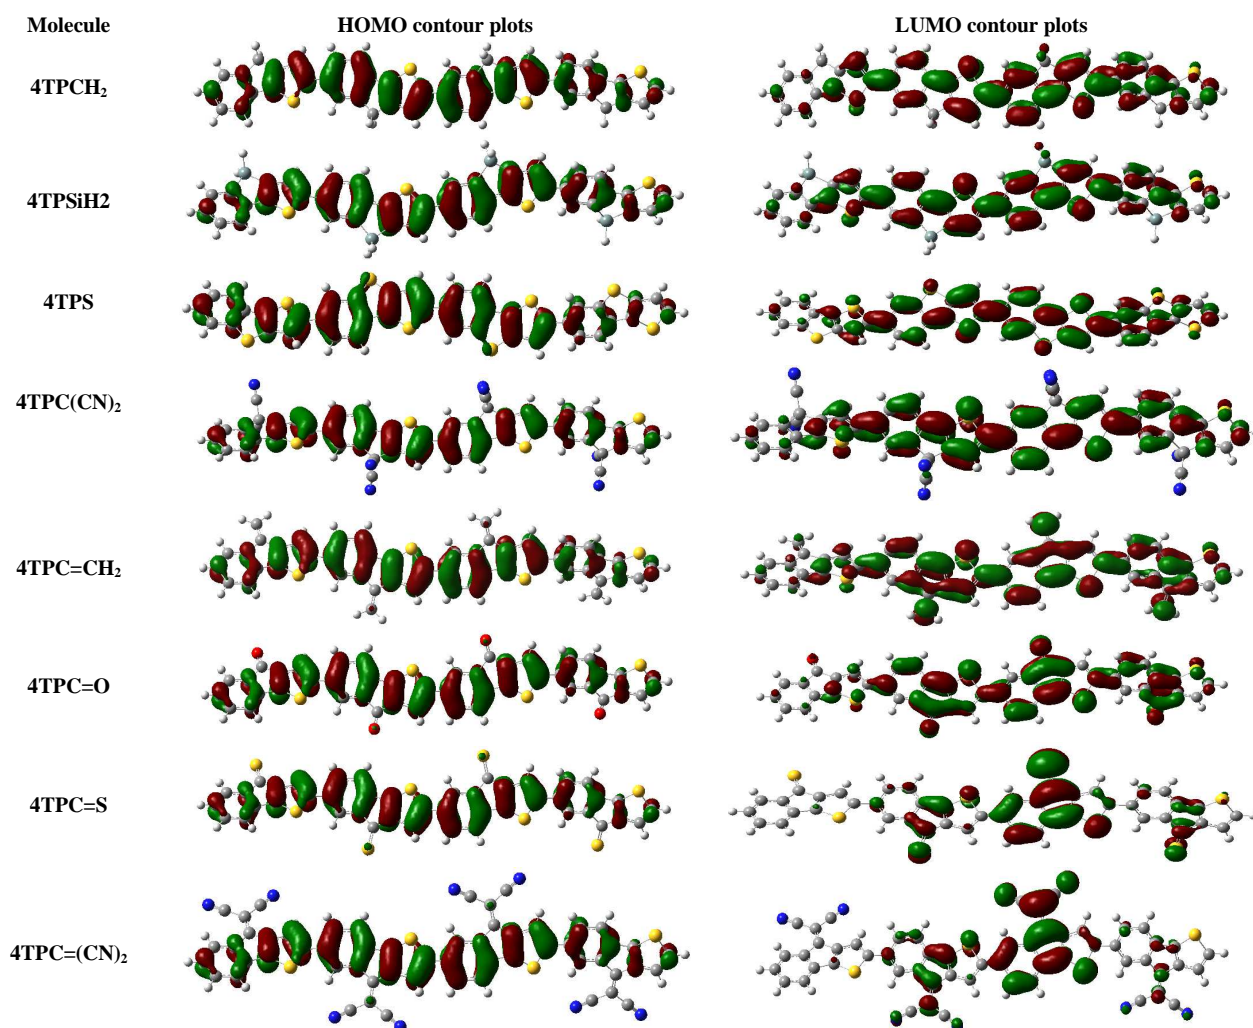 Molecule HOMO contour plots LUMO contour plots
4TPCH₂
4TPSiH2
4TPS
4TPC(CN)₂
4TPC=CH₂
4TPC=O
4TPC=S
4TPC=(CN)₂